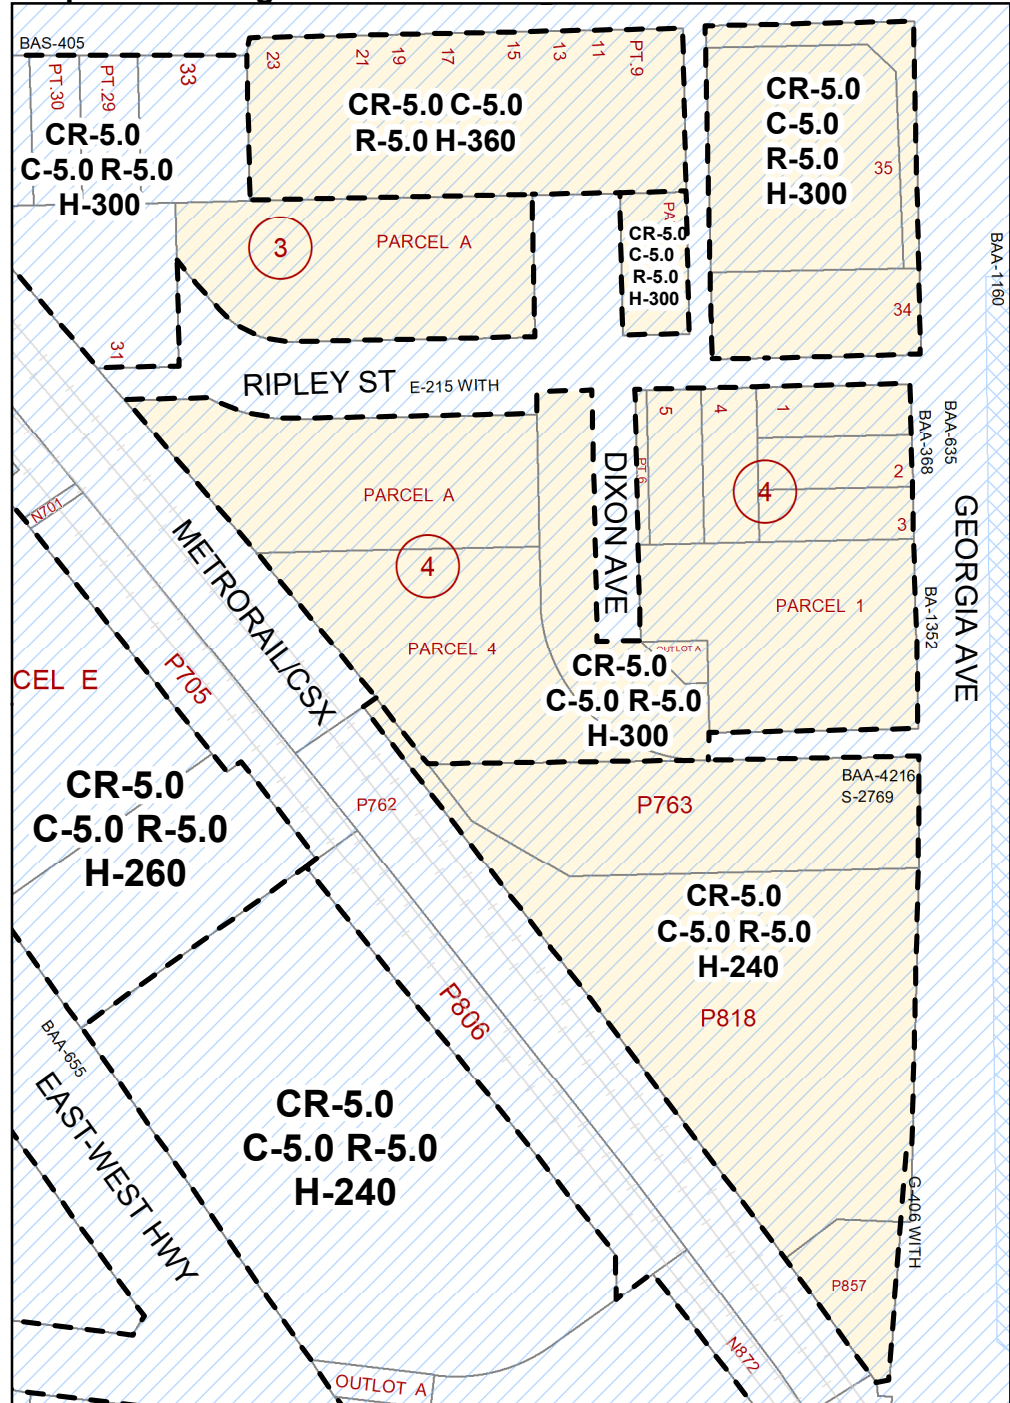 BAS-405
PT.30
PT.29
33
CR-5.0
C-5.0 R-5.0
H-300
23
21
19
17
15
13
11
PT.9
CR-5.0 C-5.0
R-5.0 H-360
CR-5.0
C-5.0
R-5.0
H-300
35
34
3
PARCEL A
PA
CR-5.0
C-5.0
R-5.0
H-300
BAA-1160
31
RIPLEY ST
E-215 WITH
5
4
1
2
3
PT.6
4
BAA-635
BAA-368
PARCEL A
4
PARCEL 4
DIXON AVE
PARCEL 1
OUTLOT A
BA-1352
GEORGIA AVE
N701
METRORAIL/CSX
CEL E
P705
CR-5.0
C-5.0 R-5.0
H-300
CR-5.0
C-5.0 R-5.0
H-260
P762
P763
BAA-4216
S-2769
CR-5.0
C-5.0 R-5.0
H-240
P818
P806
BAA-655
EAST-WEST HWY
CR-5.0
C-5.0 R-5.0
H-240
G-406 WITH
P857
N872
OUTLOT A